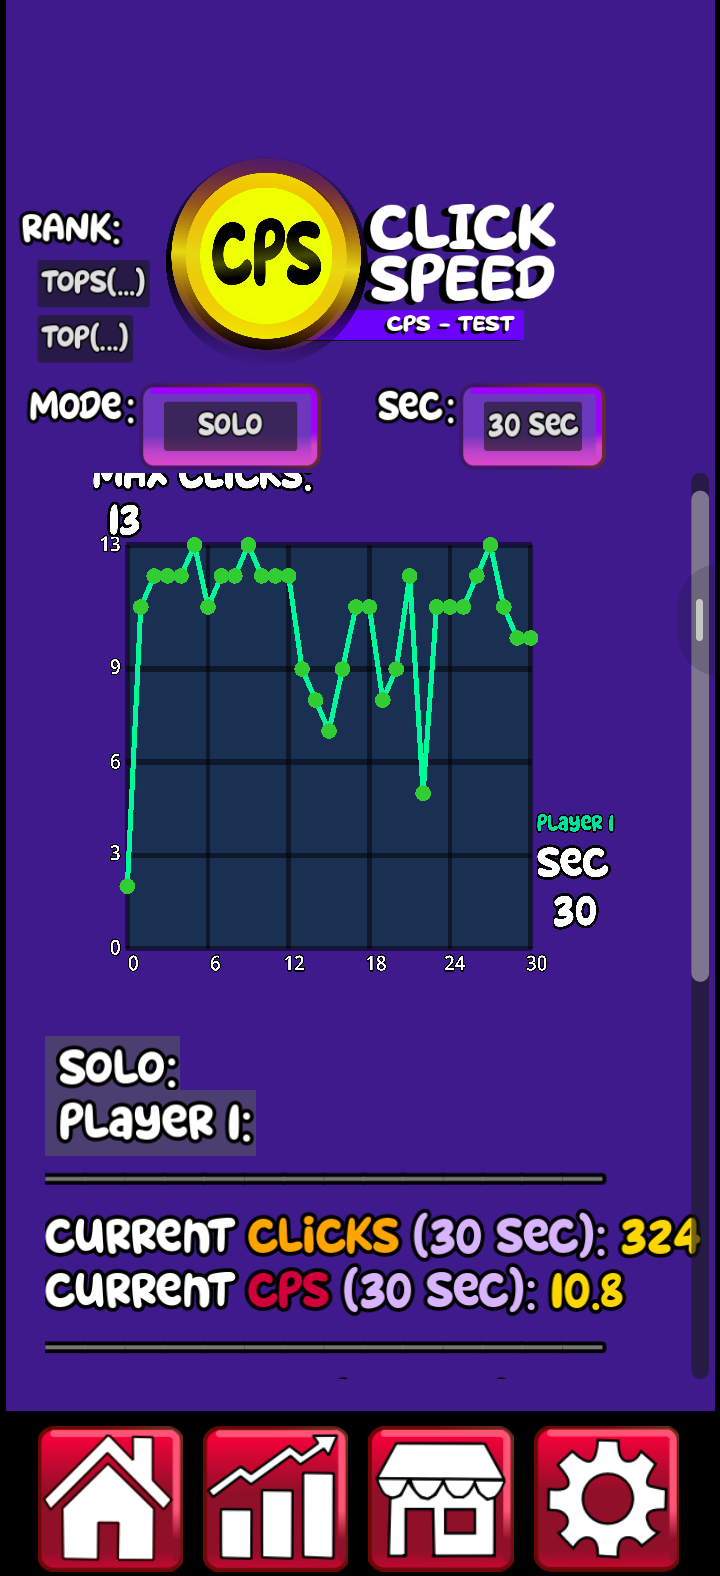 RANK:
TOPS(...)
TOP(...)
CPS
CLICK
SPEED
CPS - TEST
MODE:
SOLO
SEC:
30 SEC
MAX CLICKS:
13
13
9
6
3
0
0 6 12 18 24 30
PLAYER 1
SEC
30
SOLO:
PLAYER 1:
CURRENT CLICKS (30 SEC): 324
CURRENT CPS (30 SEC): 10.8